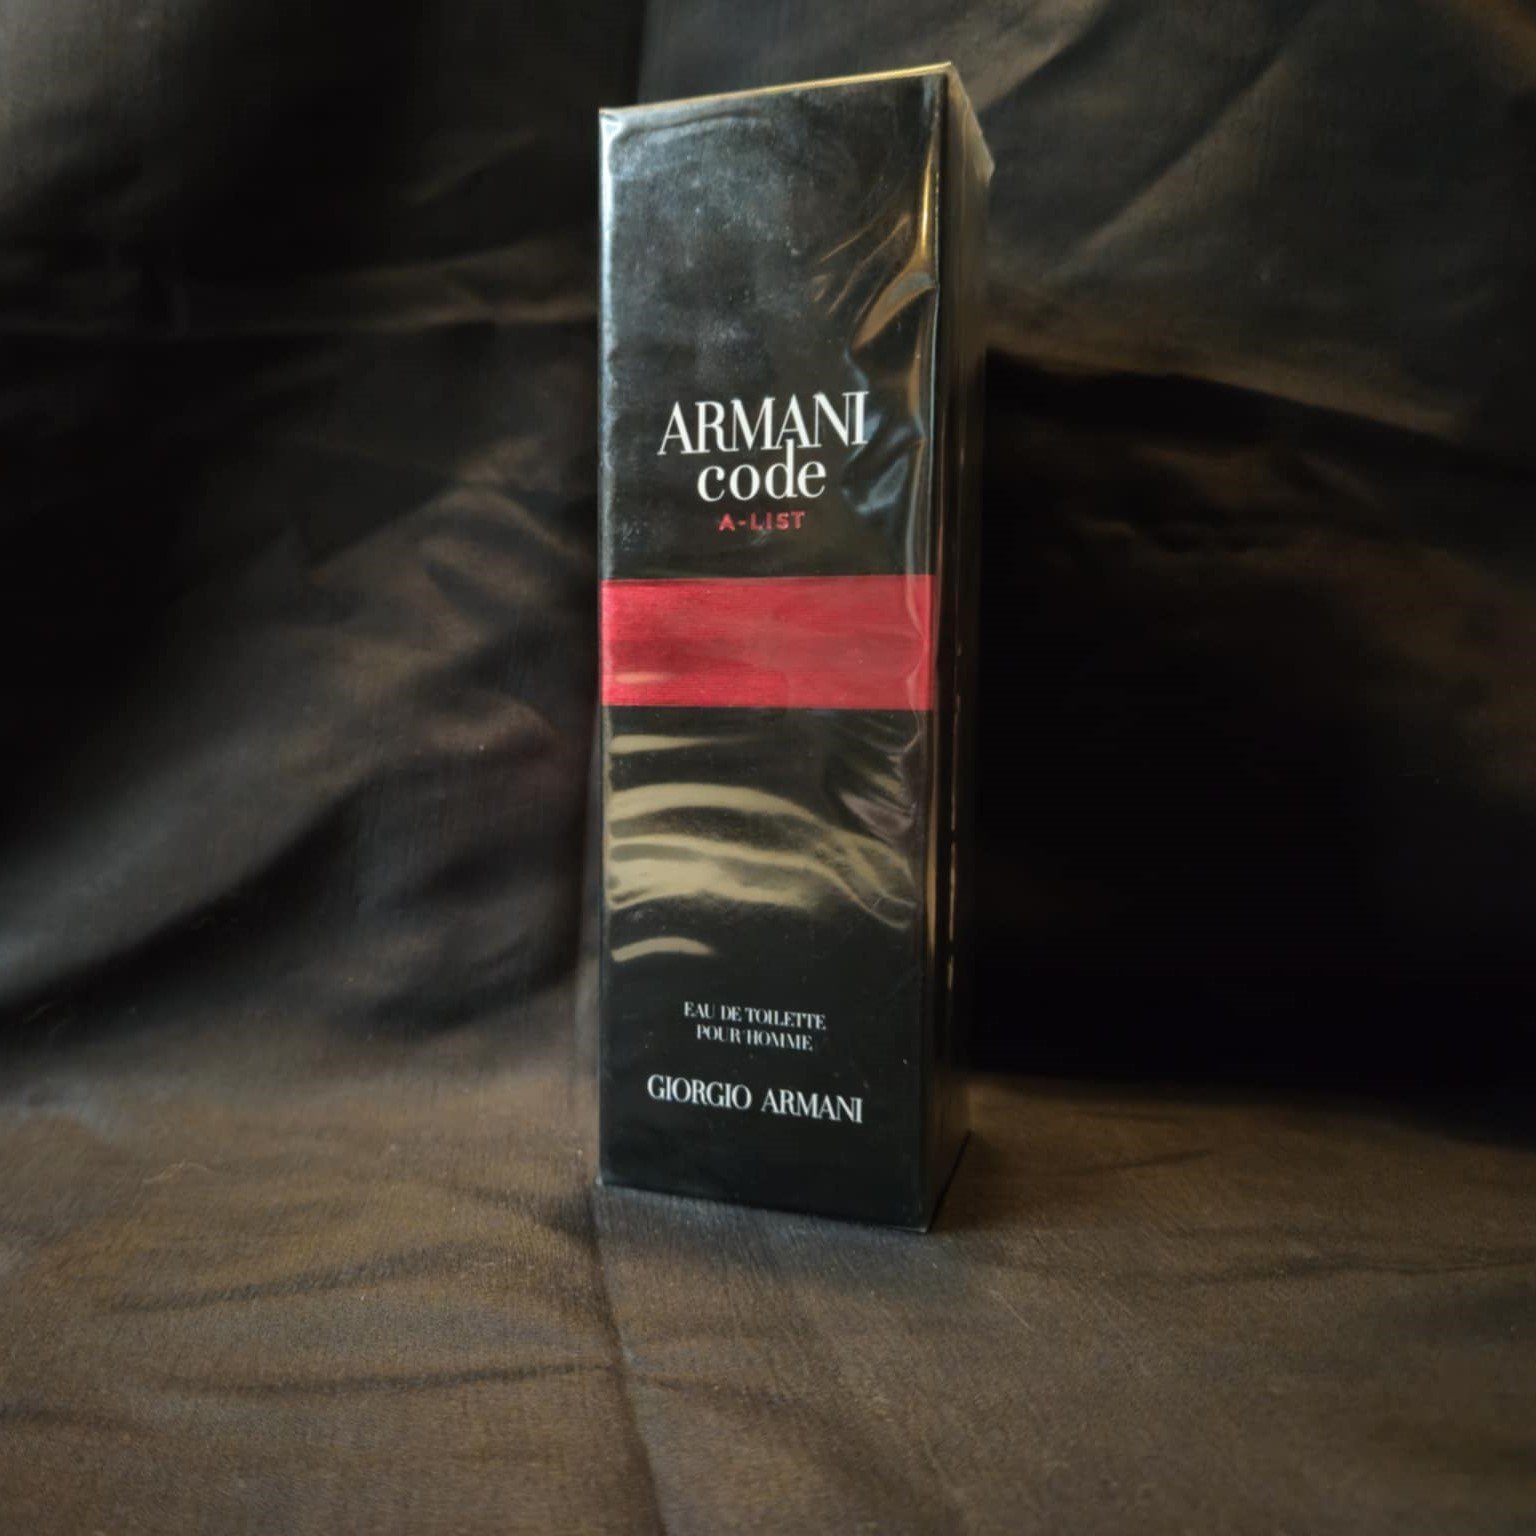 ARMANI
code
A-LIST
EAU DE TOILETTE
POUR HOMME
GIORGIO ARMANI